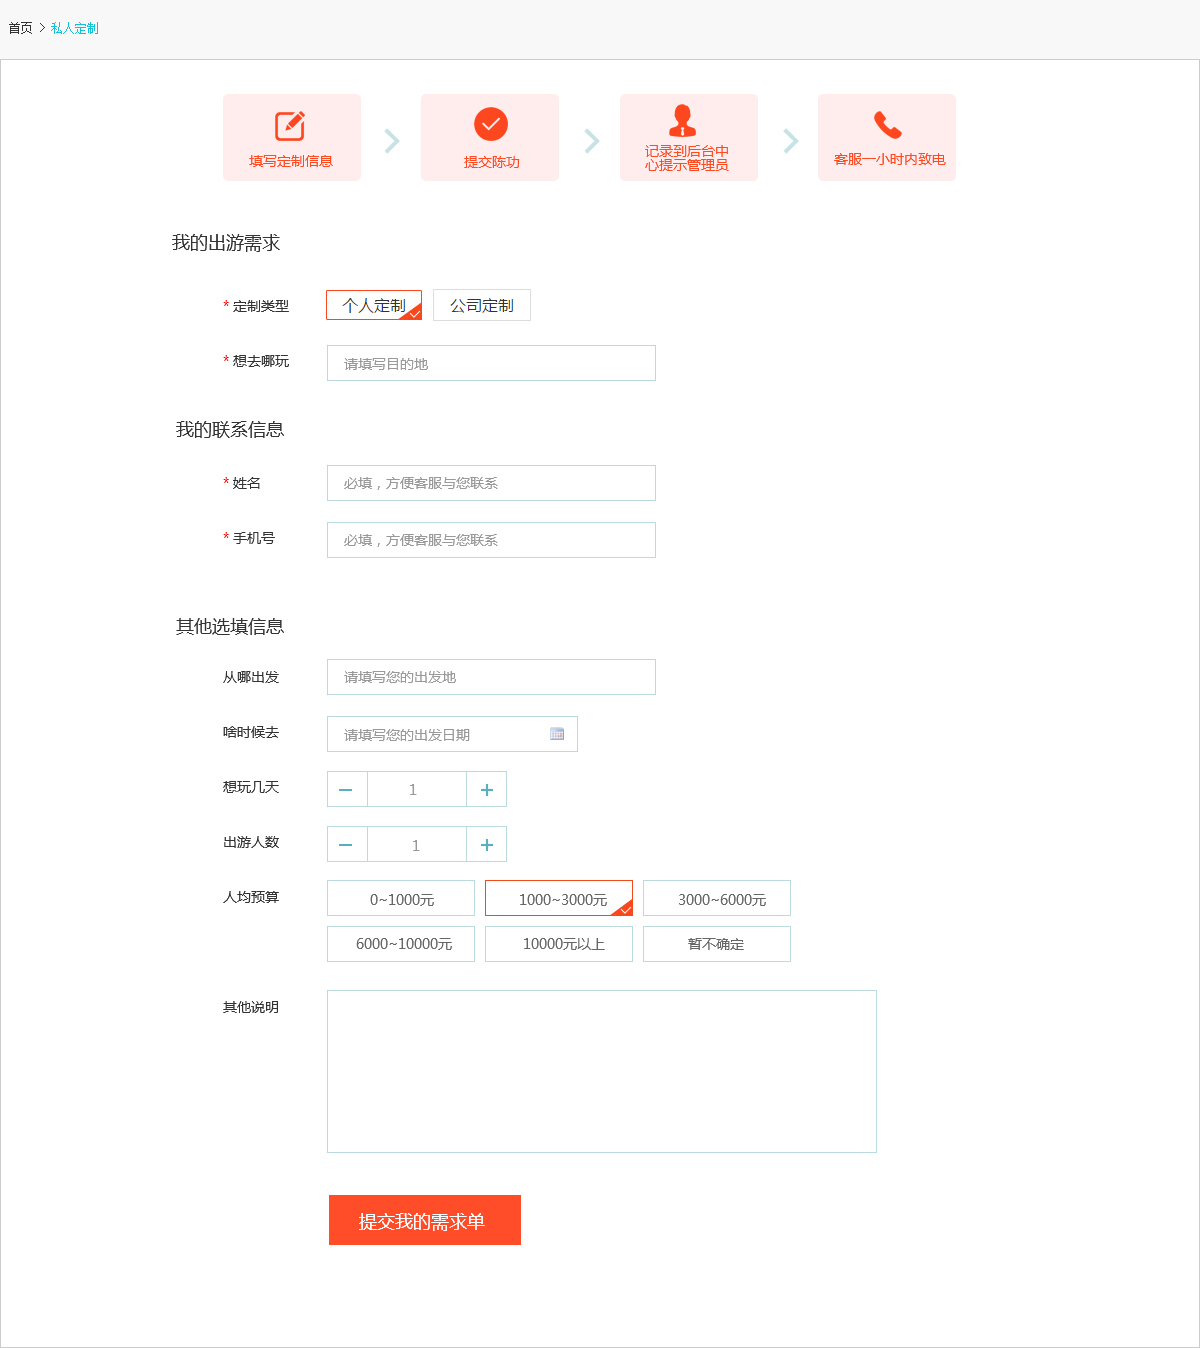 首页 > 私人定制
填写定制信息
提交陈功
记录到后台中
心提示管理员
客服一小时内致电
我的出游需求
* 定制类型
个人定制
公司定制
* 想去哪玩
请填写目的地
我的联系信息
* 姓名
必填，方便客服与您联系
* 手机号
必填，方便客服与您联系
其他选填信息
从哪出发
请填写您的出发地
啥时候去
请填写您的出发日期
想玩几天
− 1 +
出游人数
− 1 +
人均预算
0~1000元
1000~3000元
3000~6000元
6000~10000元
10000元以上
暂不确定
其他说明
提交我的需求单